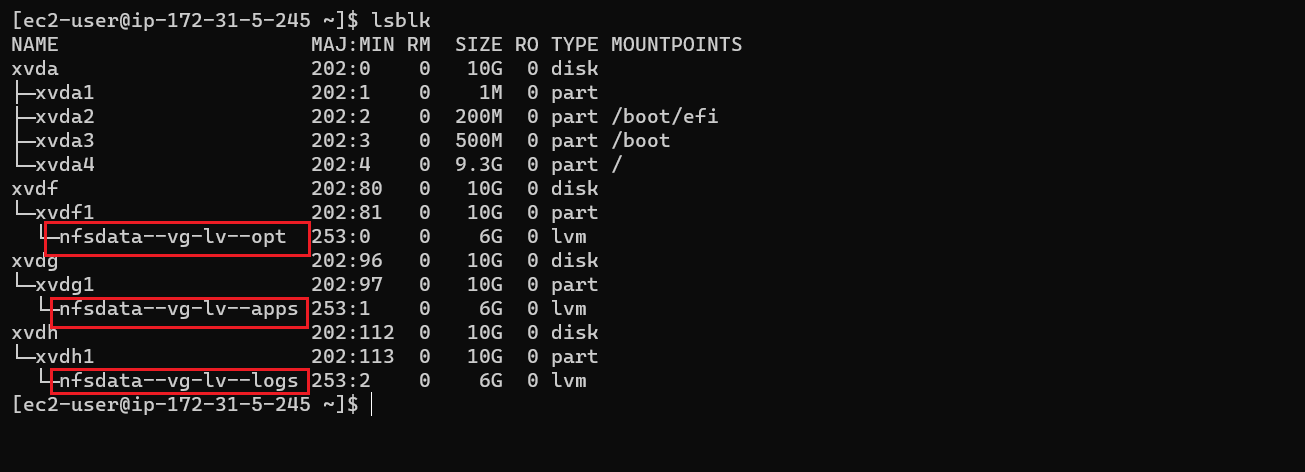 [ec2-user@ip-172-31-5-245 ~]$ lsblk
NAME                     MAJ:MIN RM  SIZE RO TYPE MOUNTPOINTS
xvda                     202:0    0   10G  0 disk
├─xvda1                  202:1    0    1M  0 part
├─xvda2                  202:2    0  200M  0 part /boot/efi
├─xvda3                  202:3    0  500M  0 part /boot
└─xvda4                  202:4    0  9.3G  0 part /
xvdf                     202:80   0   10G  0 disk
└─xvdf1                  202:81   0   10G  0 part
  └─nfsdata--vg-lv--opt  253:0    0    6G  0 lvm
xvdg                     202:96   0   10G  0 disk
└─xvdg1                  202:97   0   10G  0 part
  └─nfsdata--vg-lv--apps 253:1    0    6G  0 lvm
xvdh                     202:112  0   10G  0 disk
└─xvdh1                  202:113  0   10G  0 part
  └─nfsdata--vg-lv--logs 253:2    0    6G  0 lvm
[ec2-user@ip-172-31-5-245 ~]$